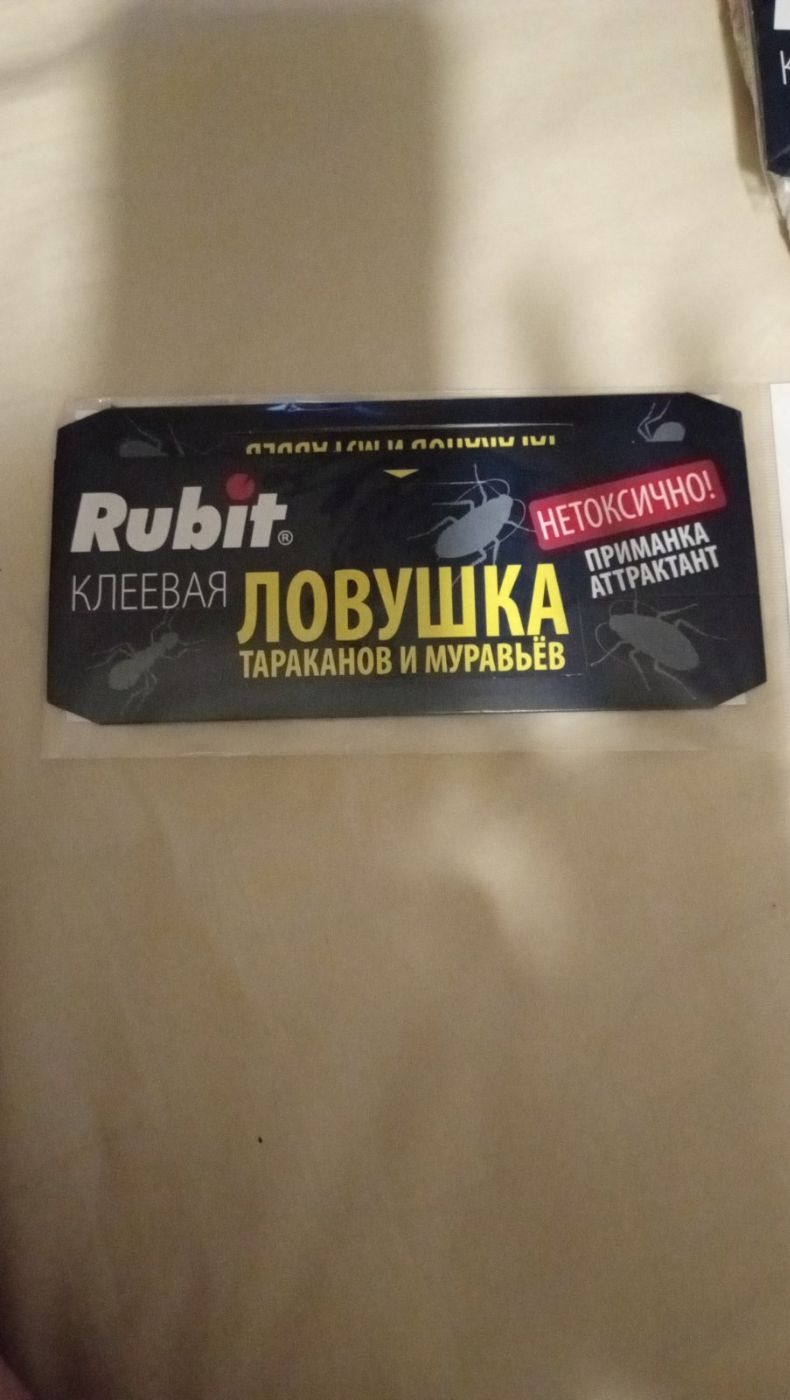 Rubit®
КЛЕЕВАЯ
ЛОВУШКА
ТАРАКАНОВ И МУРАВЬЁВ
НЕТОКСИЧНО!
ПРИМАНКА
АТТРАКТАНТ